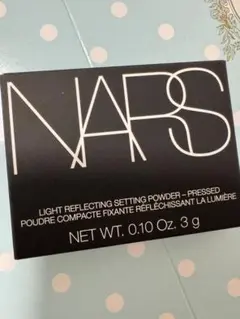 NARS
LIGHT REFLECTING SETTING POWDER – PRESSED
POUDRE COMPACTE FIXANTE RÉFLÉCHISSANT LA LUMIÈRE
NET WT. 0.10 Oz. 3 g